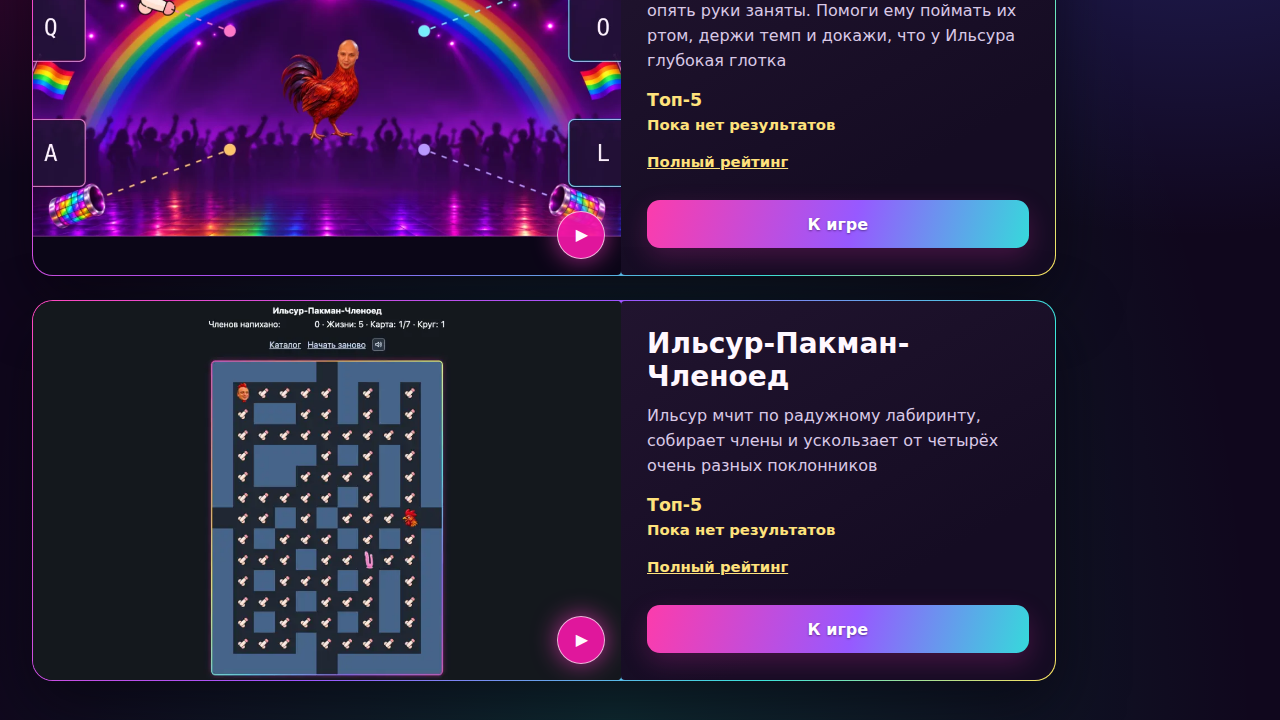 Q
O
A
L
опять руки заняты. Помоги ему поймать их
ртом, держи темп и докажи, что у Ильсура
глубокая глотка
Топ-5
Пока нет результатов
Полный рейтинг
К игре
Ильсур-Пакман-Членоед
Членов напихано: 0 · Жизни: 5 · Карта: 1/7 · Круг: 1
Каталог Начать заново
Ильсур-Пакман-
Членоед
Ильсур мчит по радужному лабиринту,
собирает члены и ускользает от четырёх
очень разных поклонников
Топ-5
Пока нет результатов
Полный рейтинг
К игре